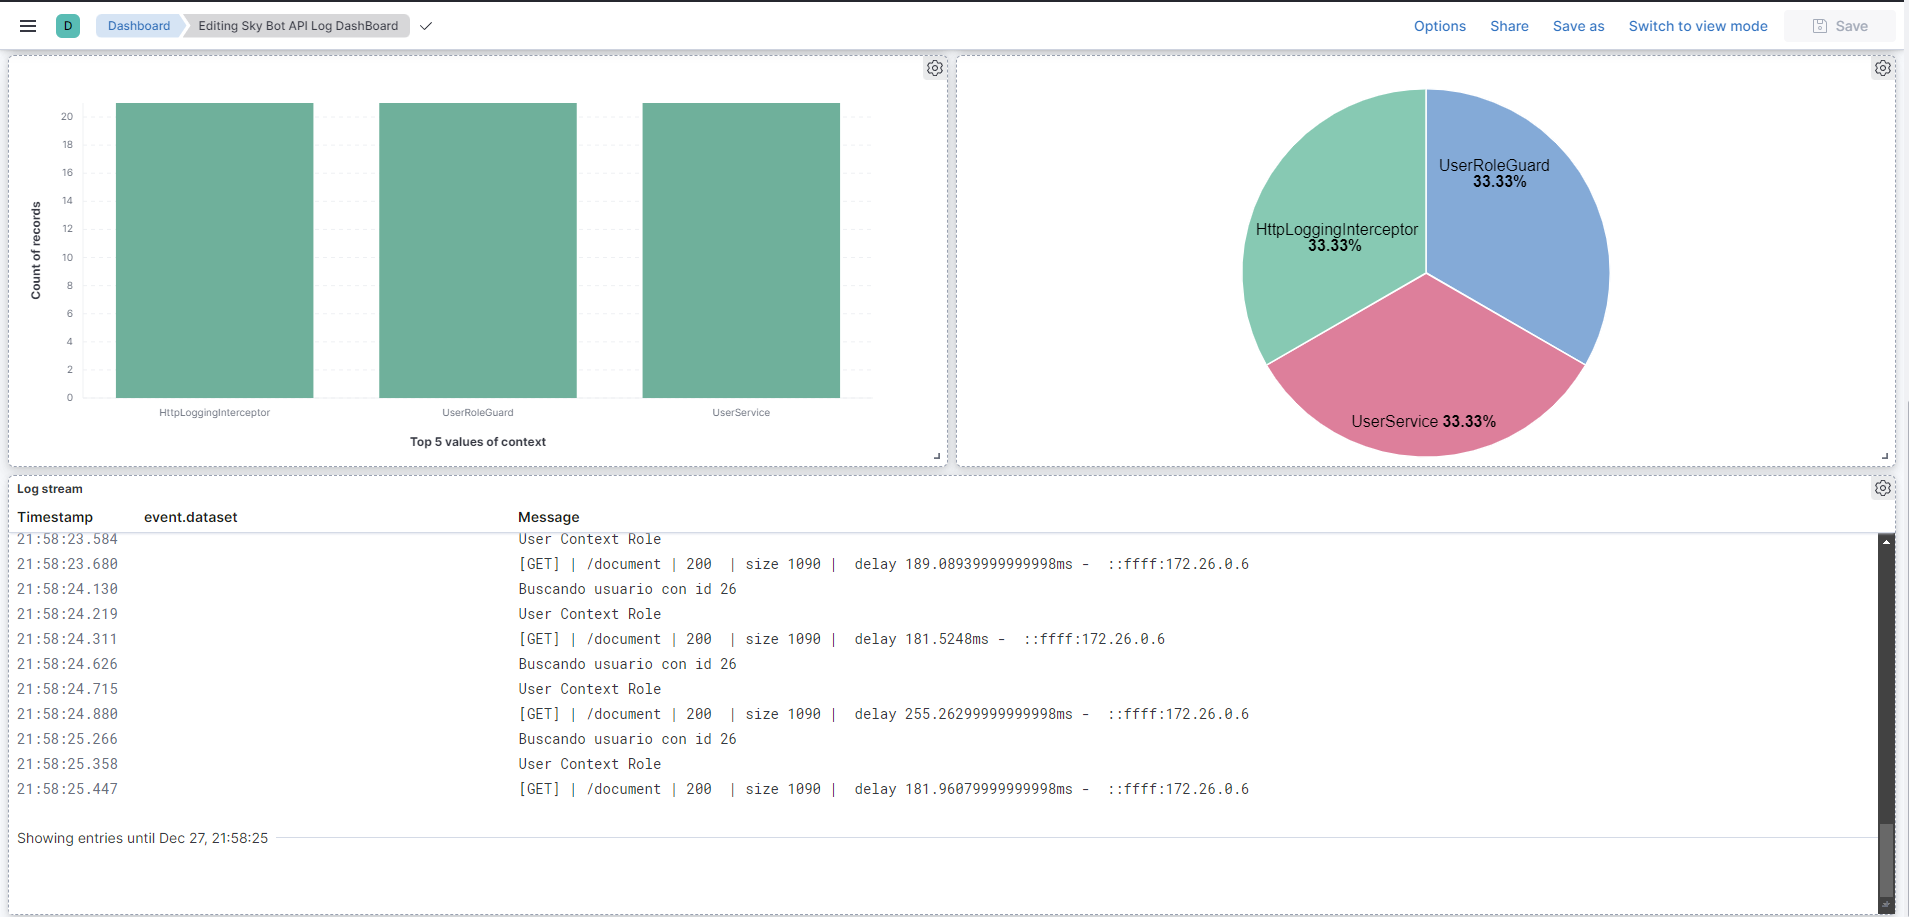 D Dashboard Editing Sky Bot API Log DashBoard Options Share Save as Switch to view mode Save
20
18
16
14
12
10
8
6
4
2
0
Count of records
HttpLoggingInterceptor UserRoleGuard UserService
Top 5 values of context
UserRoleGuard
33.33%
HttpLoggingInterceptor
33.33%
UserService 33.33%
Log stream
Timestamp event.dataset Message
21:58:23.584 User Context Role
21:58:23.680 [GET] | /document | 200 | size 1090 | delay 189.08939999999998ms - ::ffff:172.26.0.6
21:58:24.130 Buscando usuario con id 26
21:58:24.219 User Context Role
21:58:24.311 [GET] | /document | 200 | size 1090 | delay 181.5248ms - ::ffff:172.26.0.6
21:58:24.626 Buscando usuario con id 26
21:58:24.715 User Context Role
21:58:24.880 [GET] | /document | 200 | size 1090 | delay 255.26299999999998ms - ::ffff:172.26.0.6
21:58:25.266 Buscando usuario con id 26
21:58:25.358 User Context Role
21:58:25.447 [GET] | /document | 200 | size 1090 | delay 181.96079999999998ms - ::ffff:172.26.0.6
Showing entries until Dec 27, 21:58:25